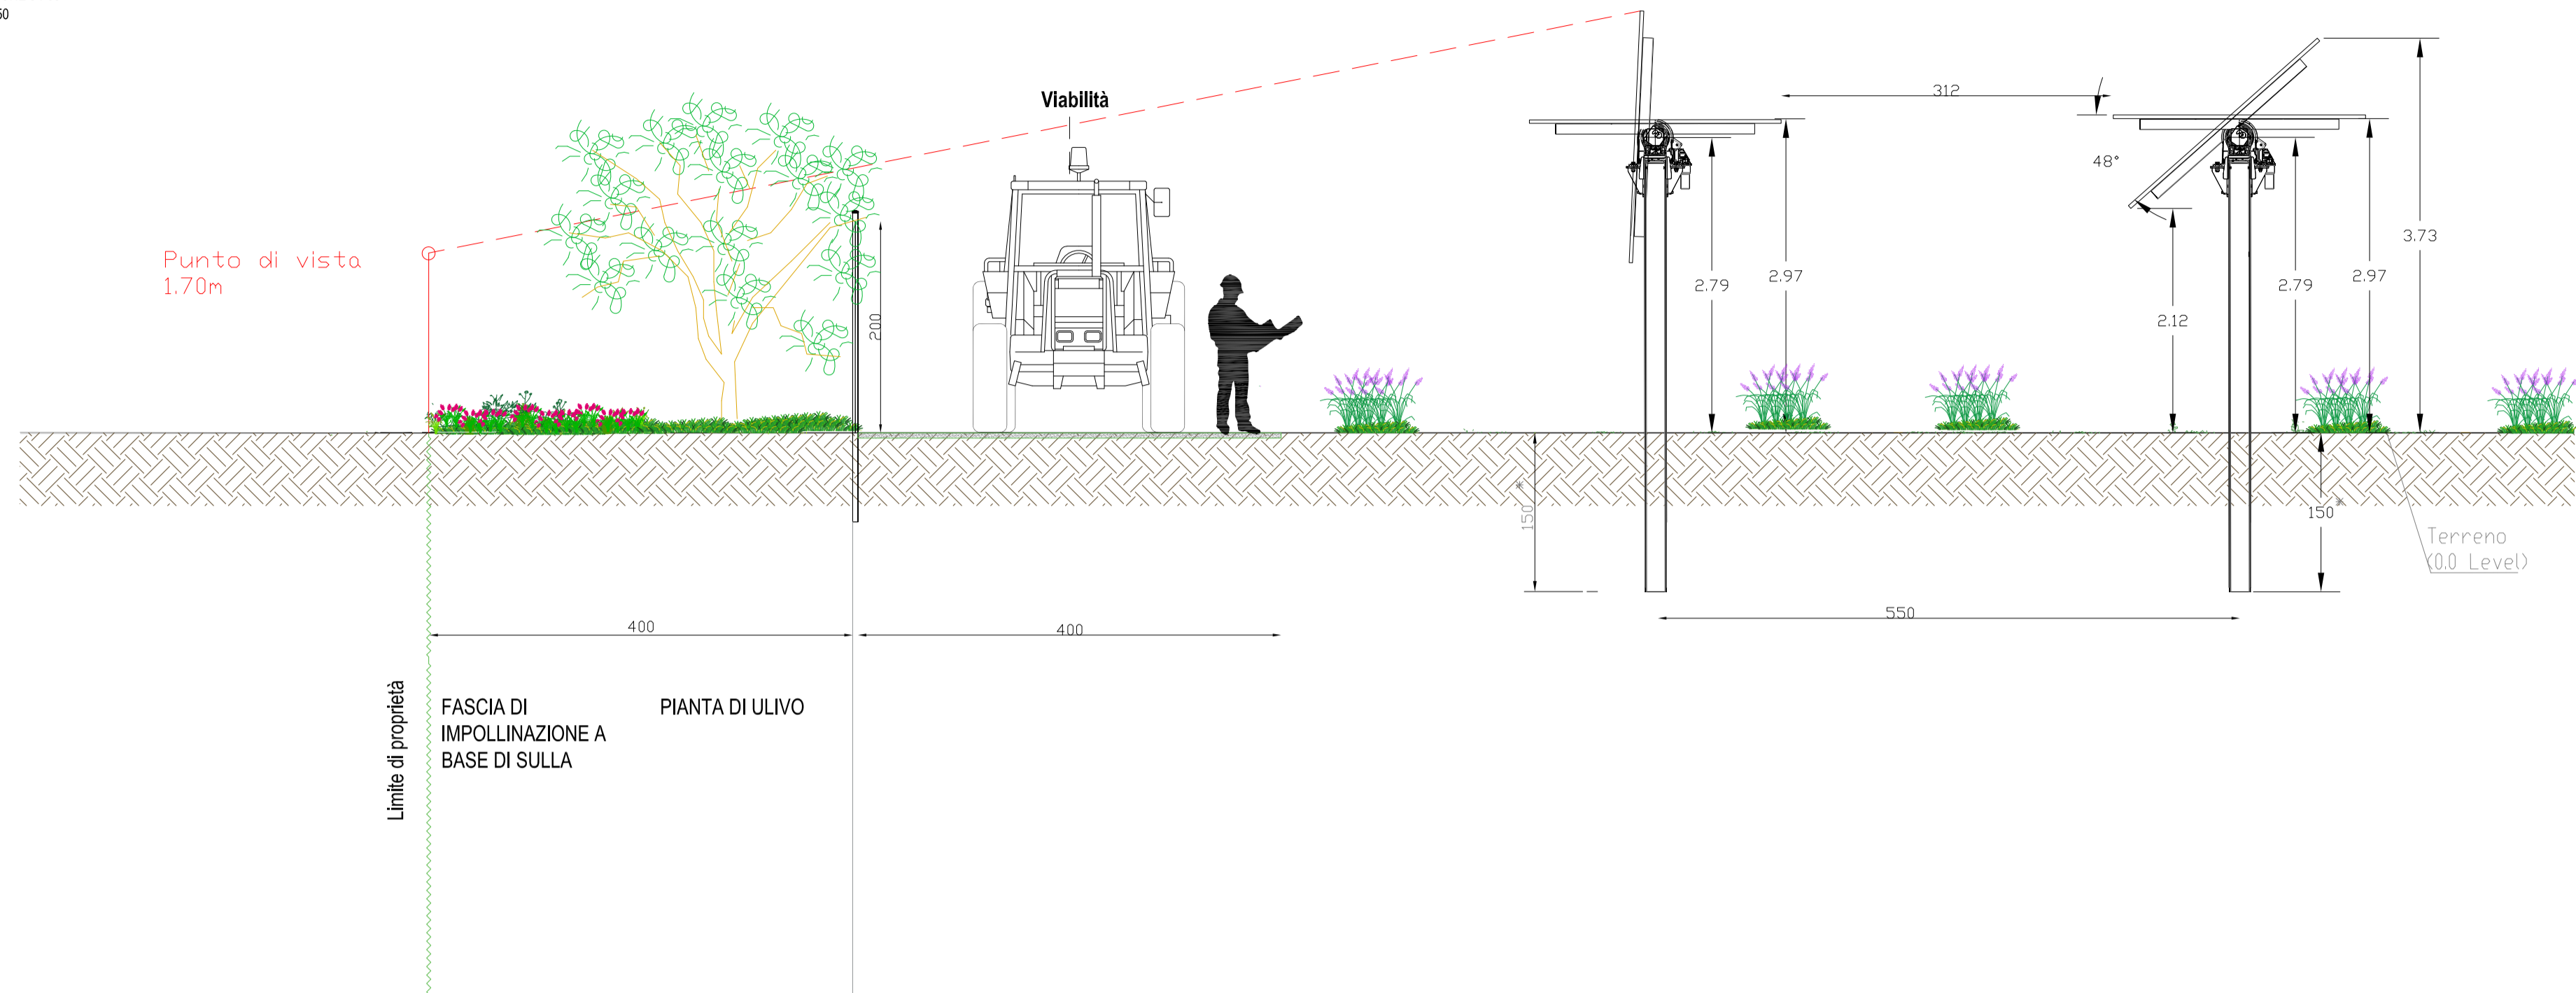 50
Viabilità
312
48°
Punto di vista
1.70m
200
2.79
2.97
2.12
2.79
2.97
3.73
150*
150*
Terreno
(0.0 Level)
400
400
550
Limite di proprietà
FASCIA DI
IMPOLLINAZIONE A
BASE DI SULLA
PIANTA DI ULIVO